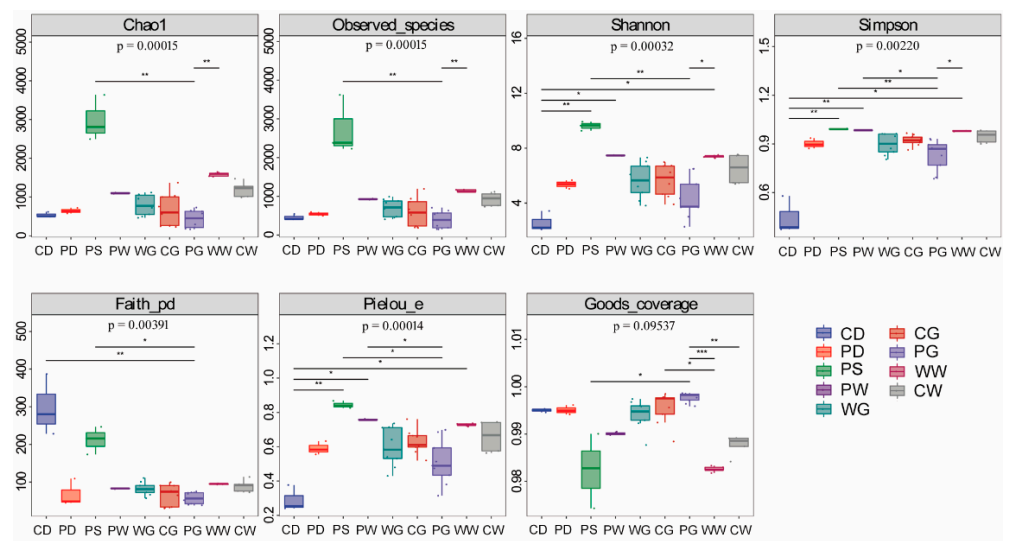 Chao1
p = 0.00015
5000
4000
3000
2000
1000
0
**
**
CD PD PS PW WG CG PG WW CW
Observed_species
p = 0.00015
5000
4000
3000
2000
1000
0
**
**
CD PD PS PW WG CG PG WW CW
Shannon
p = 0.00032
16
12
8
4
*
**
*
*
**
CD PD PS PW WG CG PG WW CW
Simpson
p = 0.00220
1.5
1.2
0.9
0.6
*
*
**
*
**
**
CD PD PS PW WG CG PG WW CW
Faith_pd
p = 0.00391
500
400
300
200
100
*
**
CD PD PS PW WG CG PG WW CW
Pielou_e
p = 0.00014
1.2
1.0
0.8
0.6
0.4
0.2
*
*
*
*
**
CD PD PS PW WG CG PG WW CW
Goods_coverage
p = 0.09537
1.01
1.00
0.99
0.98
**
***
*
*
CD PD PS PW WG CG PG WW CW
CD CG
PD PG
PS WW
PW CW
WG